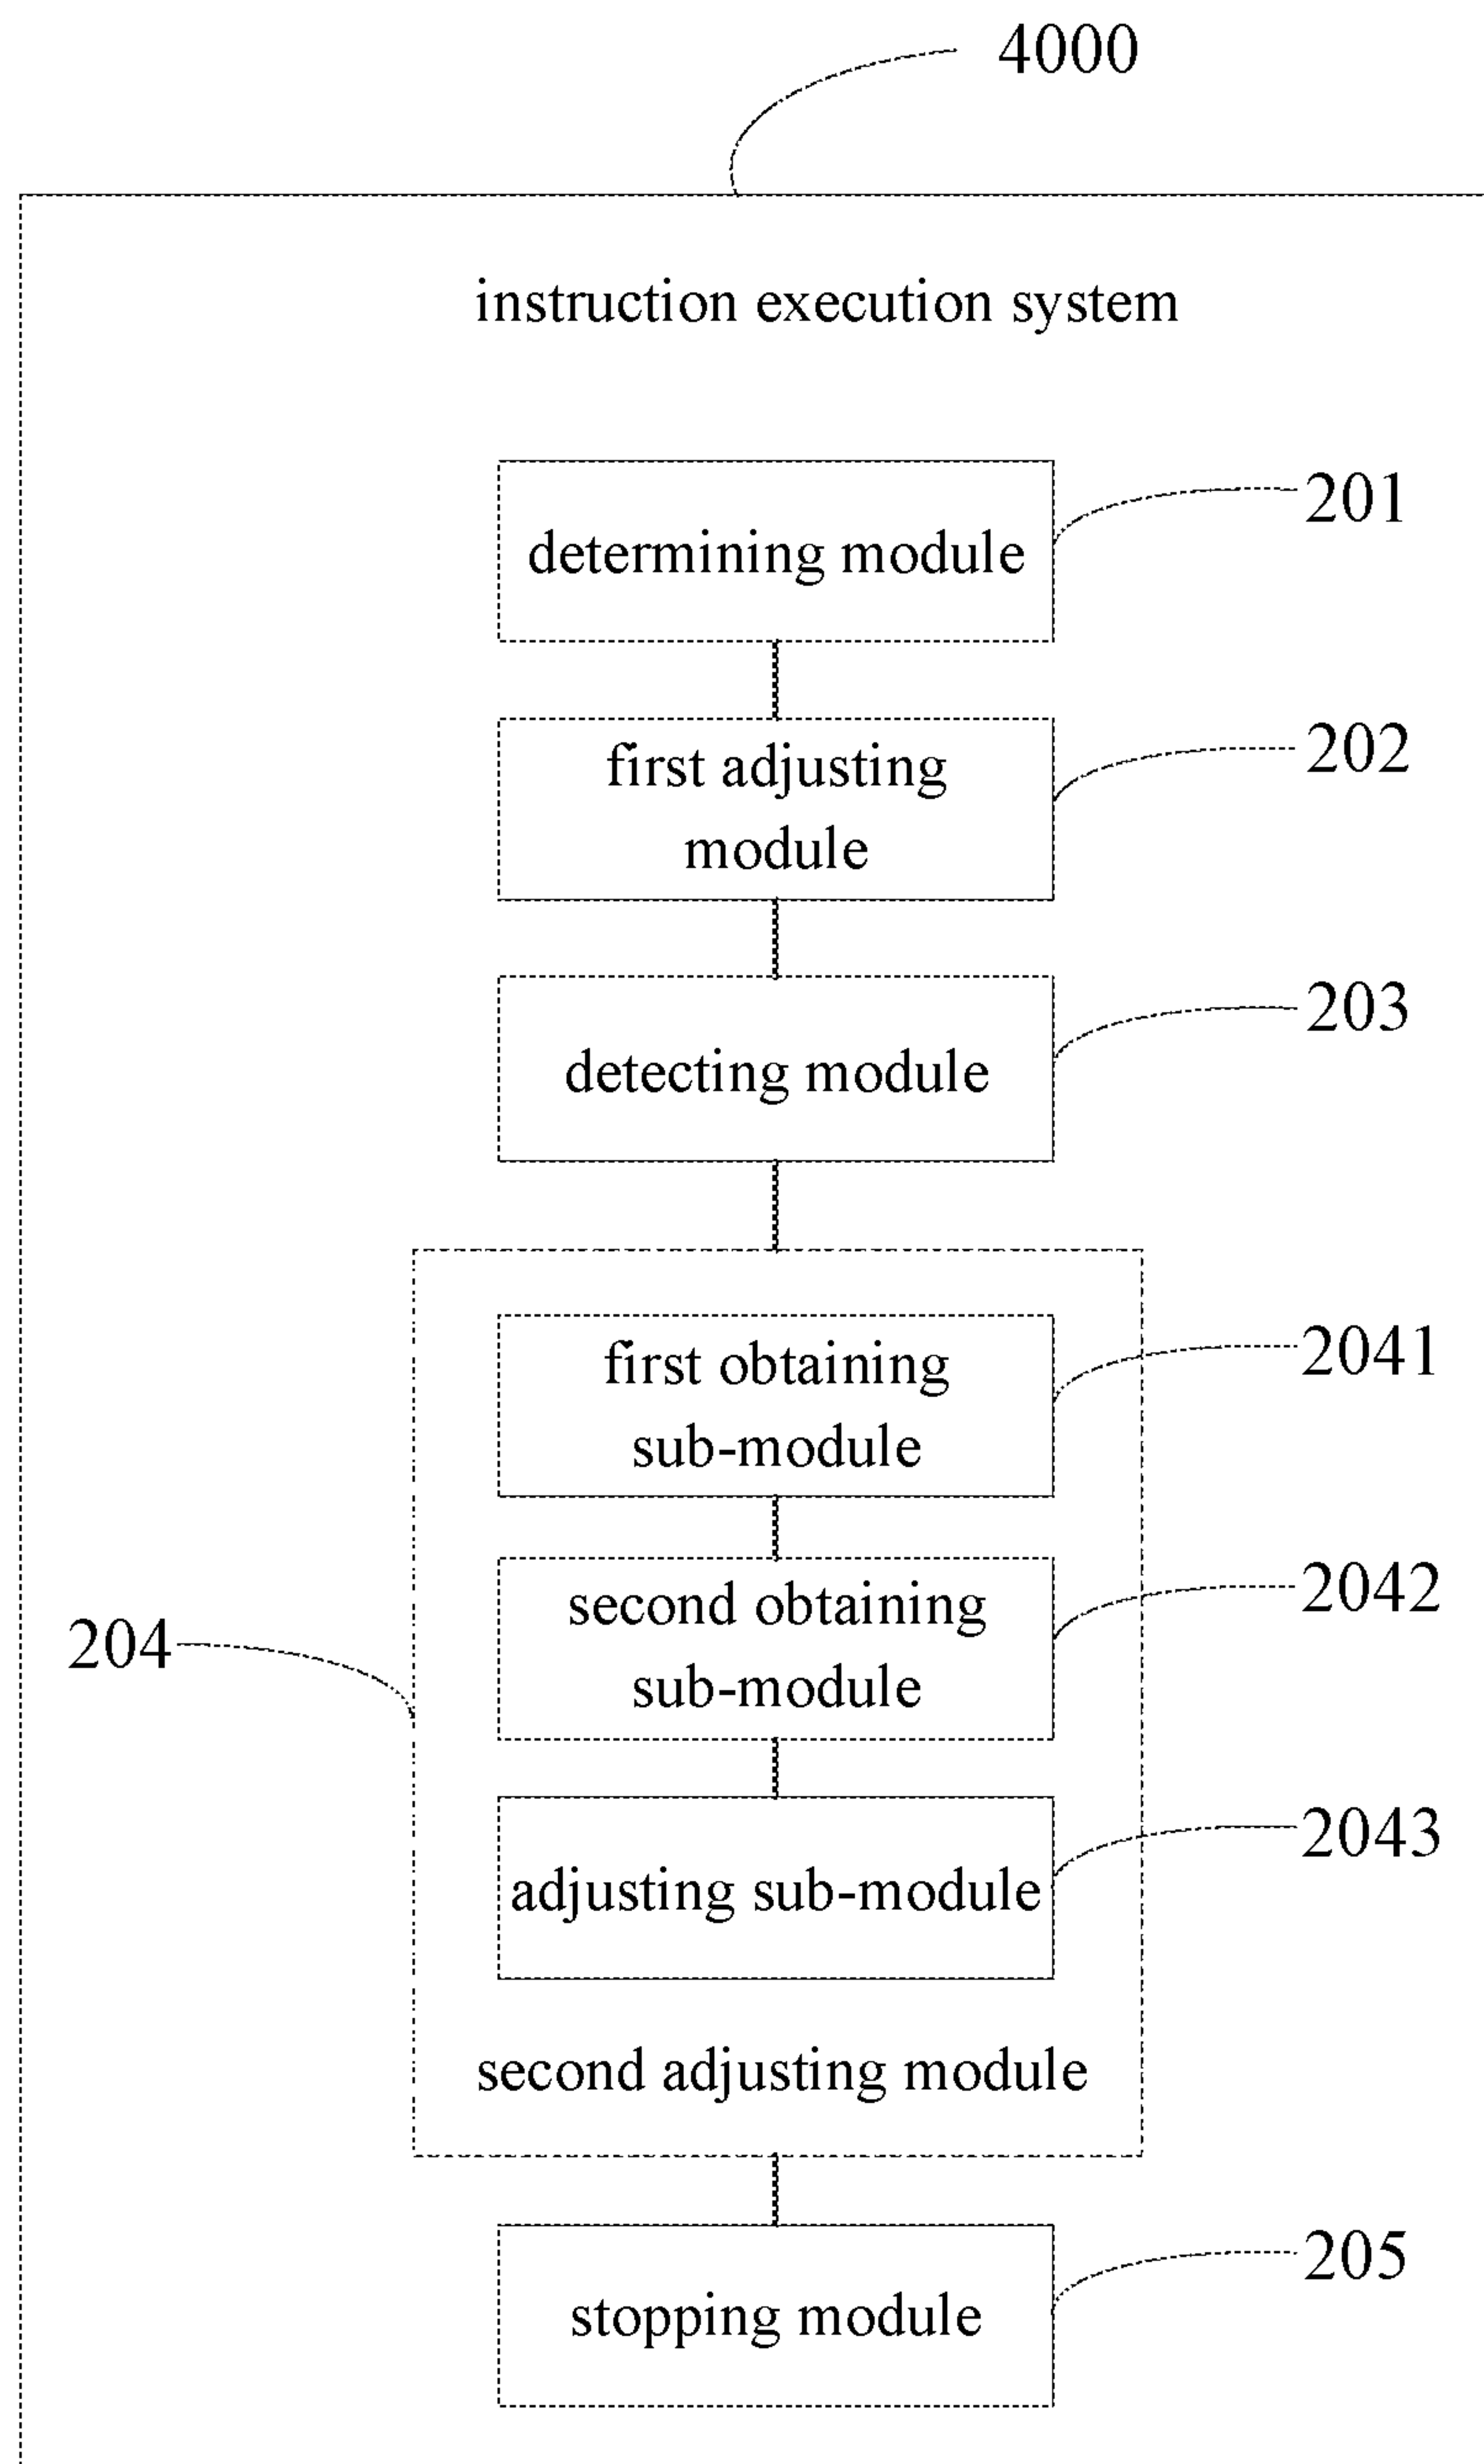 4000
instruction execution system
determining module
201
first adjusting
module
202
detecting module
203
first obtaining
sub-module
2041
second obtaining
sub-module
2042
204
adjusting sub-module
2043
second adjusting module
stopping module
205